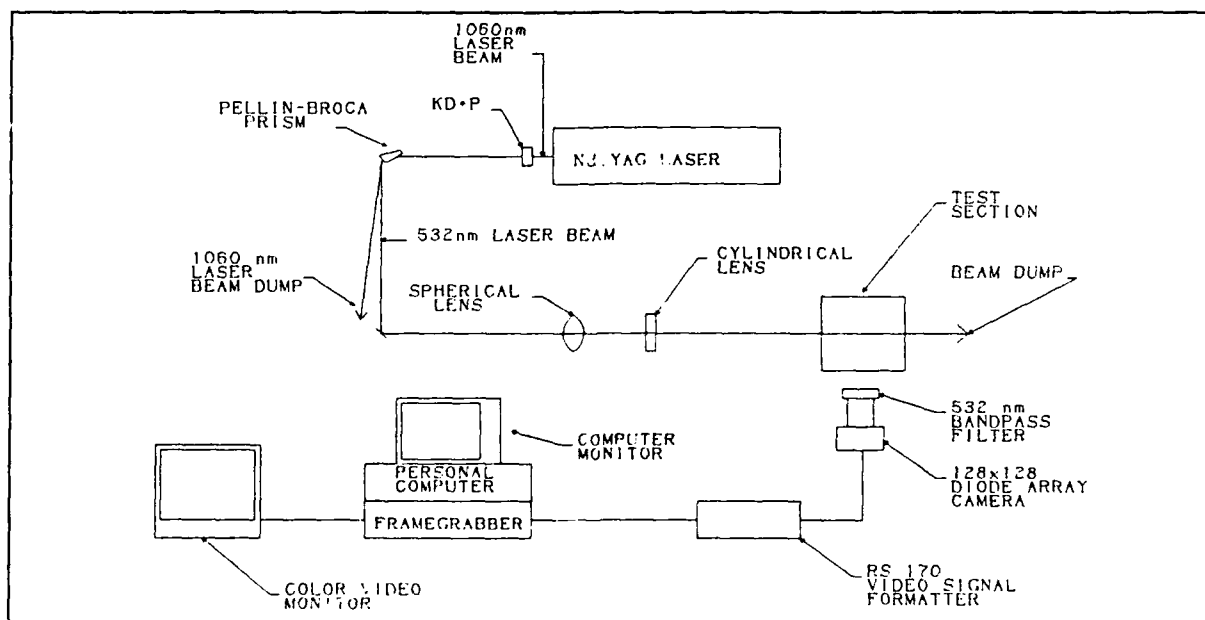 1060nm
LASER
BEAM
PELLIN-BROCA
PRISM
KD*P
Nd:YAG LASER
TEST
SECTION
532nm LASER BEAM
1060 nm
LASER
BEAM DUMP
CYLINDRICAL
LENS
BEAM DUMP
SPHERICAL
LENS
532 nm
BANDPASS
FILTER
COMPUTER
MONITOR
PERSONAL
COMPUTER
128x128
DIODE ARRAY
CAMERA
FRAMEGRABBER
RS 170
VIDEO SIGNAL
FORMATTER
COLOR VIDEO
MONITOR